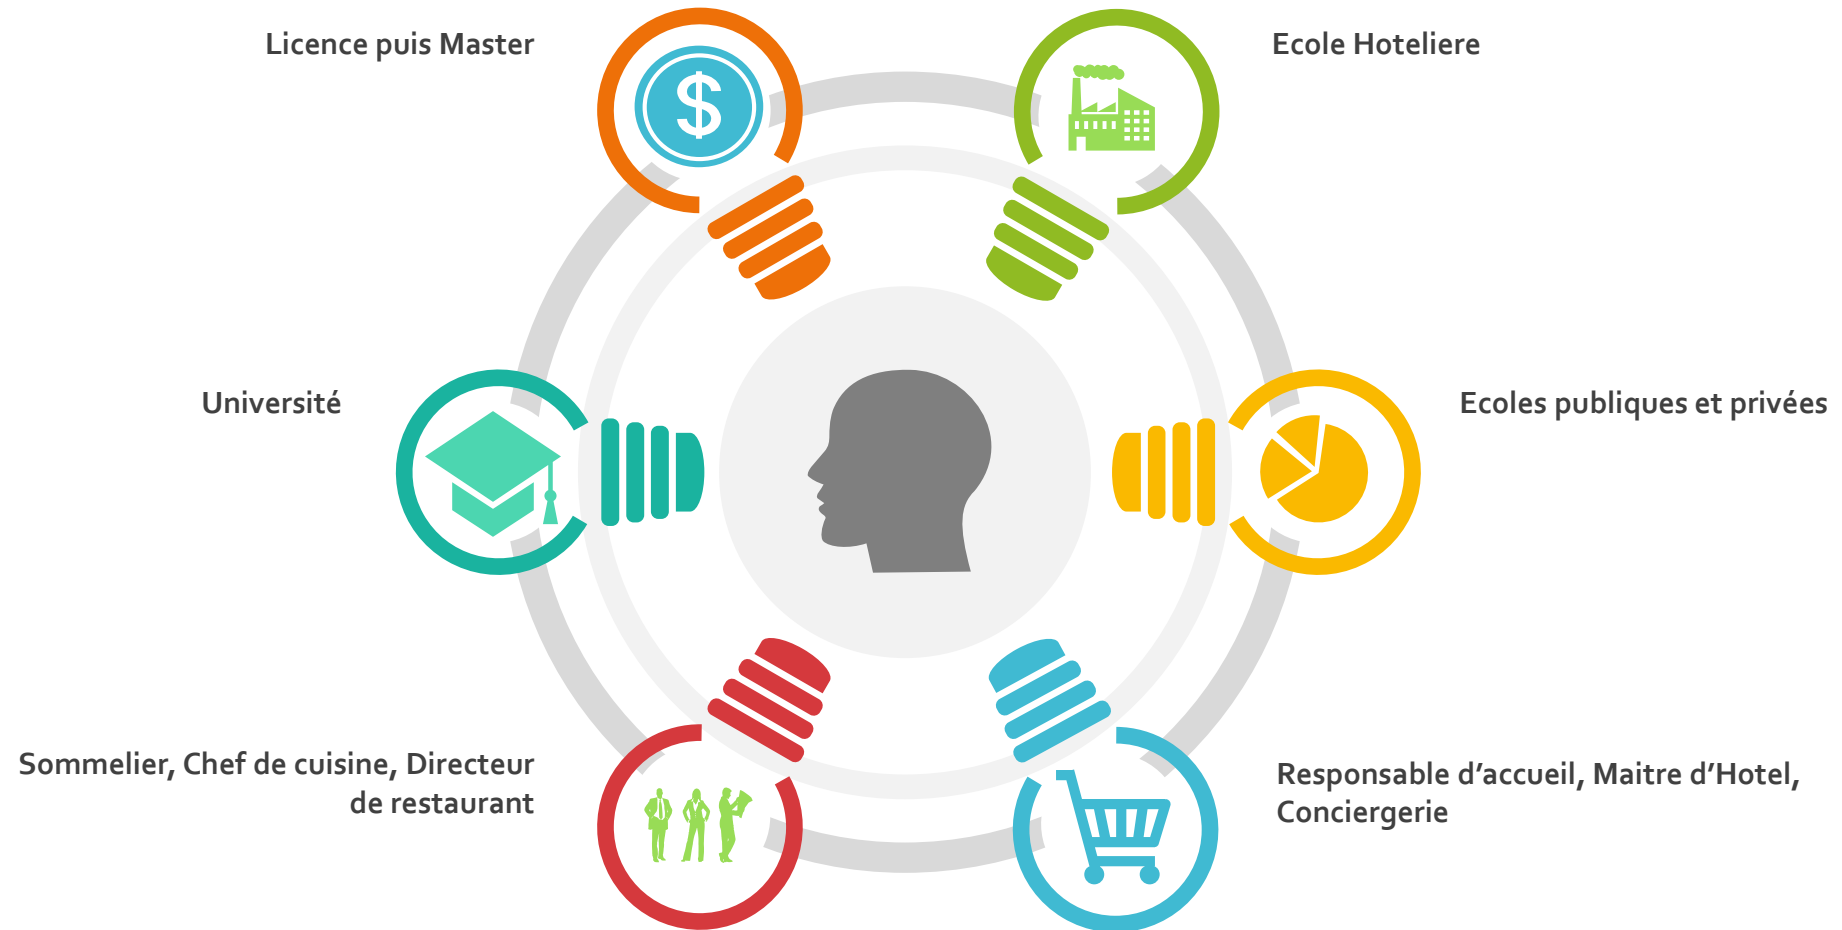 Licence puis Master
Ecole Hoteliere
Université
Ecoles publiques et privées
Sommelier, Chef de cuisine, Directeur
de restaurant
Responsable d’accueil, Maitre d’Hotel,
Conciergerie
$